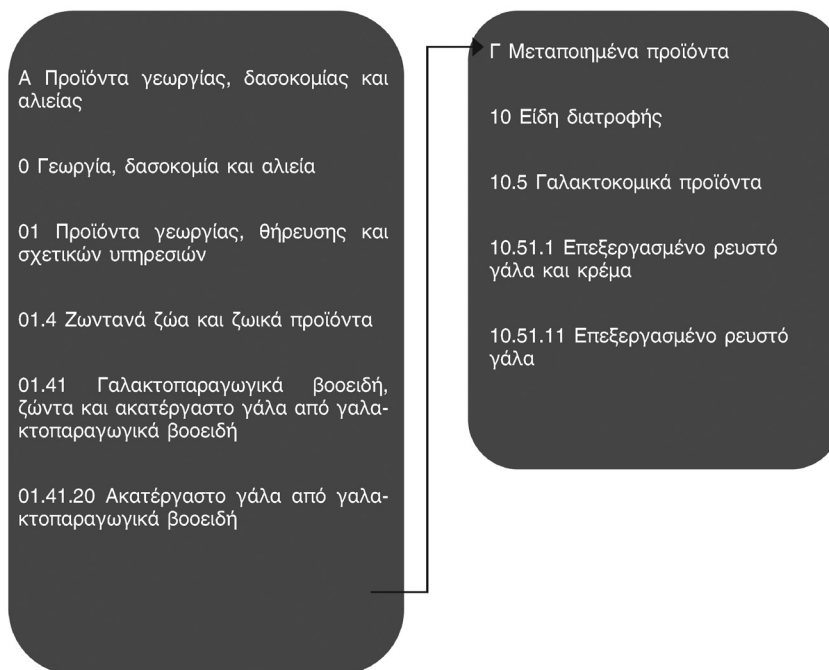 Α Προϊόντα γεωργίας, δασοκομίας και
αλιείας
0 Γεωργία, δασοκομία και αλιεία
01 Προϊόντα γεωργίας, θήρευσης και
σχετικών υπηρεσιών
01.4 Ζωντανά ζώα και ζωικά προϊόντα
01.41 Γαλακτοπαραγωγικά βοοειδή,
ζώντα και ακατέργαστο γάλα από γαλα-
κτοπαραγωγικά βοοειδή
01.41.20 Ακατέργαστο γάλα από γαλα-
κτοπαραγωγικά βοοειδή
Γ Μεταποιημένα προϊόντα
10 Είδη διατροφής
10.5 Γαλακτοκομικά προϊόντα
10.51.1 Επεξεργασμένο ρευστό
γάλα και κρέμα
10.51.11 Επεξεργασμένο ρευστό
γάλα